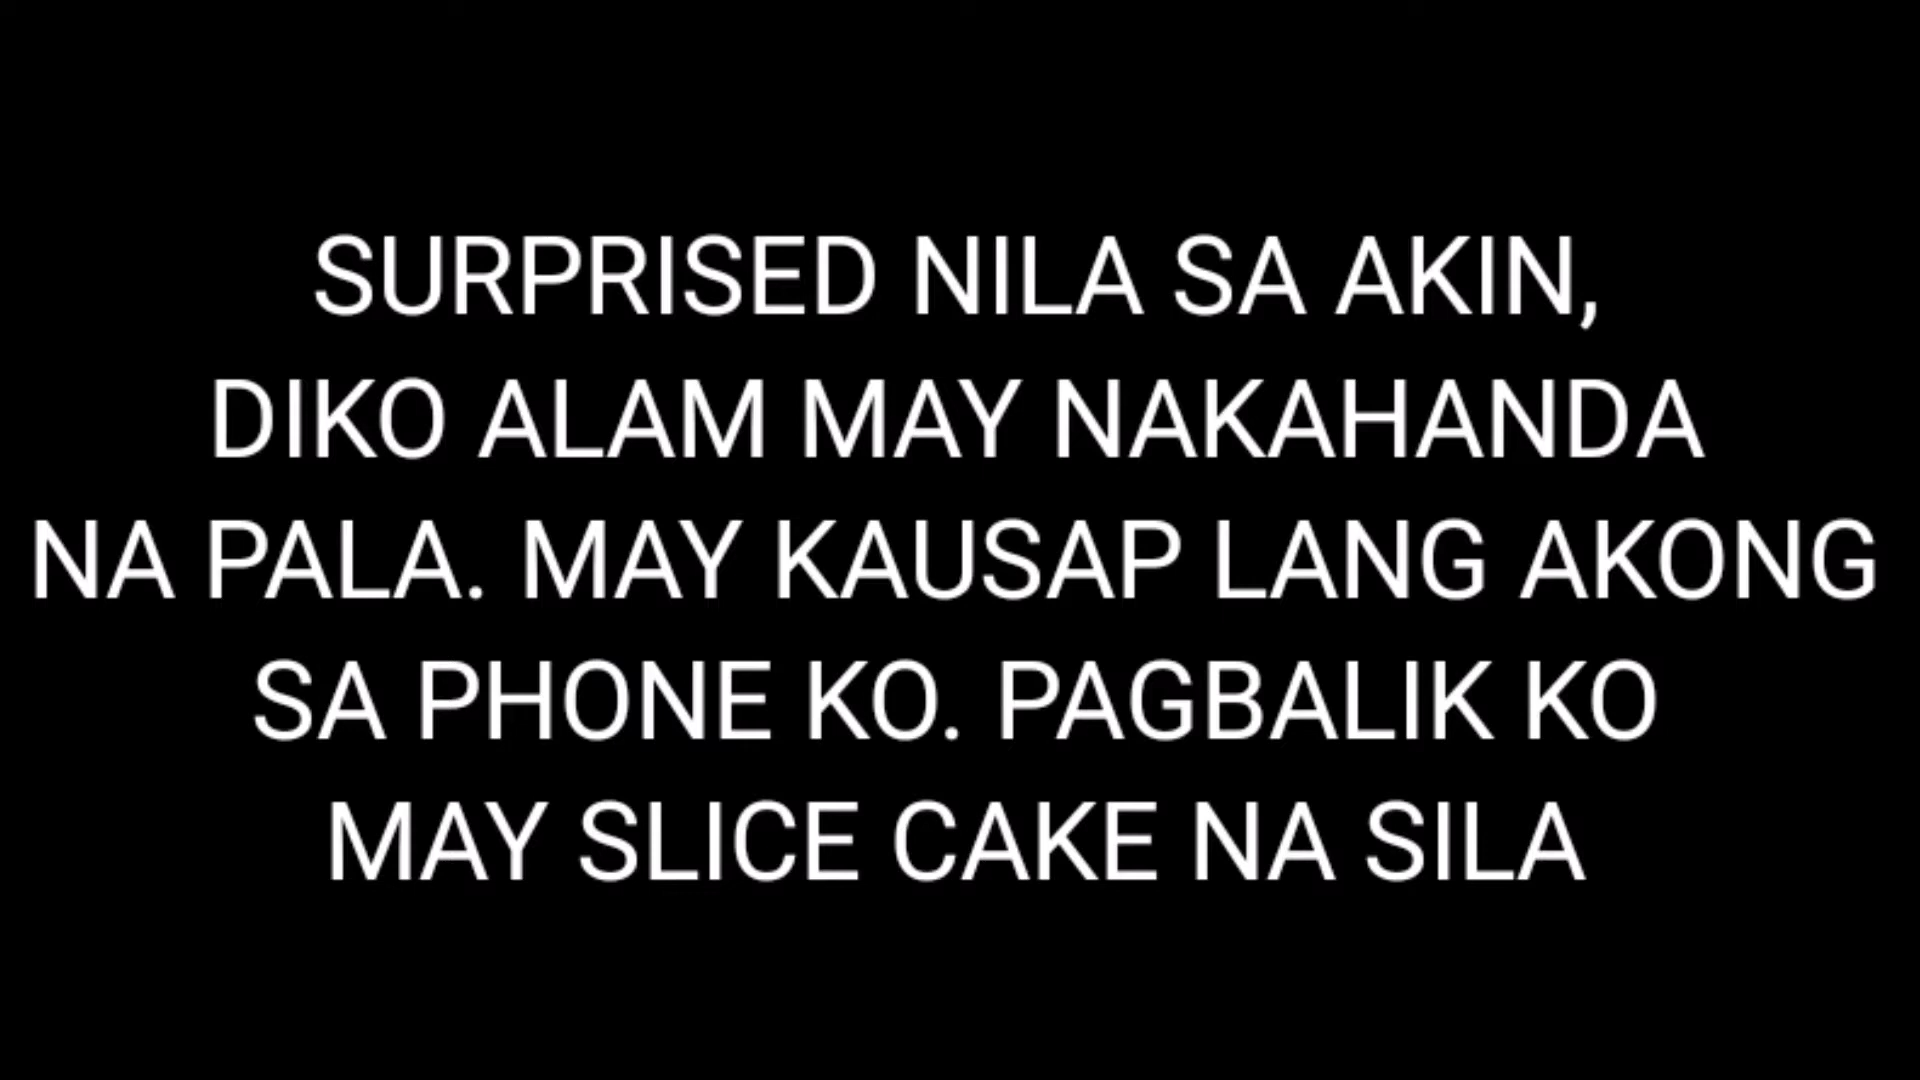 SURPRISED NILA SA AKIN,
DIKO ALAM MAY NAKAHANDA
NA PALA. MAY KAUSAP LANG AKONG
SA PHONE KO. PAGBALIK KO
MAY SLICE CAKE NA SILA